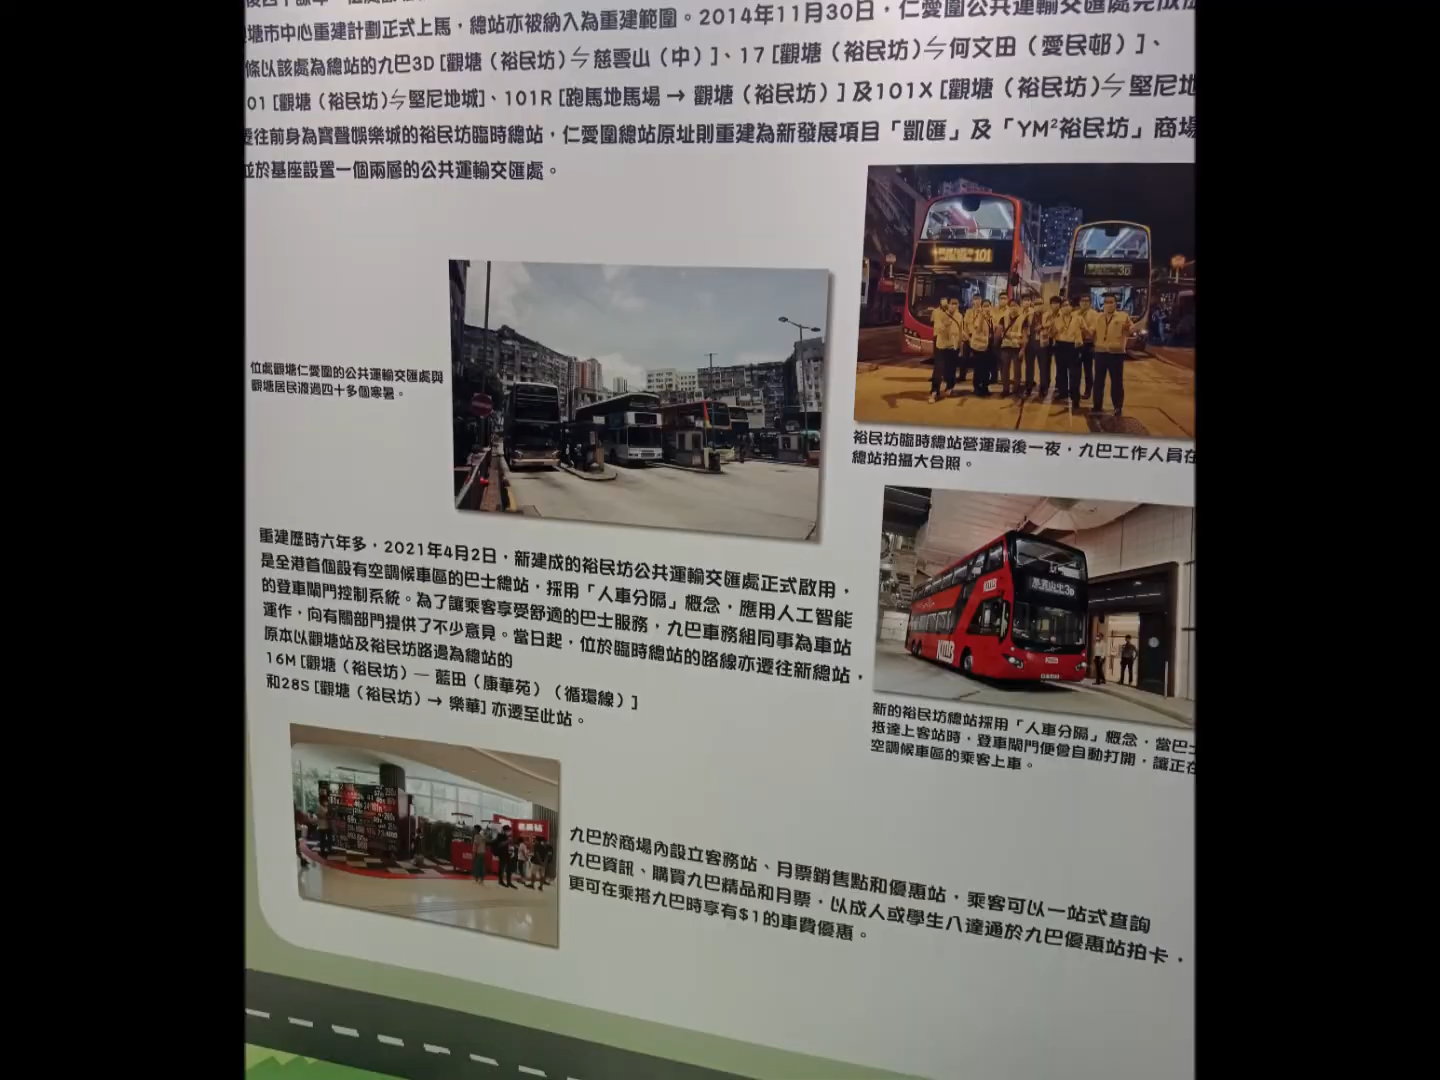 塘市中心重建計劃正式上馬，總站亦被納入為重建範圍。2014年11月30日，仁愛圍公共運輸交匯處完成
條以該處為總站的九巴3D [觀塘（裕民坊）⇋ 慈雲山（中）]、17 [觀塘（裕民坊）⇋ 何文田（愛民邨）]、
01 [觀塘（裕民坊）⇋ 堅尼地城]、101R [跑馬地馬場 → 觀塘（裕民坊）] 及101X [觀塘（裕民坊）⇋ 堅尼地
往前身為寶聲娛樂城的裕民坊臨時總站，仁愛圍總站原址則重建為新發展項目「凱匯」及「YM²裕民坊」商場
並於基座設置一個兩層的公共運輸交匯處。
101
3D
位處觀塘仁愛圍的公共運輸交匯處與
觀塘居民渡過四十多個寒暑。
裕民坊臨時總站營運最後一夜，九巴工作人員在
總站拍攝大合照。
重建歷時六年多，2021年4月2日，新建成的裕民坊公共運輸交匯處正式啟用，
是全港首個設有空調候車區的巴士總站，採用「人車分隔」概念，應用人工智能
的登車閘門控制系統。為了讓乘客享受舒適的巴士服務，九巴車務組同事為車站
運作，向有關部門提供了不少意見。當日起，位於臨時總站的路線亦遷往新總站，
原本以觀塘站及裕民坊路邊為總站的
16M [觀塘（裕民坊）— 藍田（康華苑）（循環線）]
和28S [觀塘（裕民坊）→ 樂華] 亦遷至此站。
新的裕民坊總站採用「人車分隔」概念，當巴士
抵達上客站時，登車閘門便會自動打開，讓正在
空調候車區的乘客上車。
九巴於商場內設立客務站、月票銷售點和優惠站，乘客可以一站式查詢
九巴資訊、購買九巴精品和月票，以成人或學生八達通於九巴優惠站拍卡，
更可在乘搭九巴時享有$1的車費優惠。